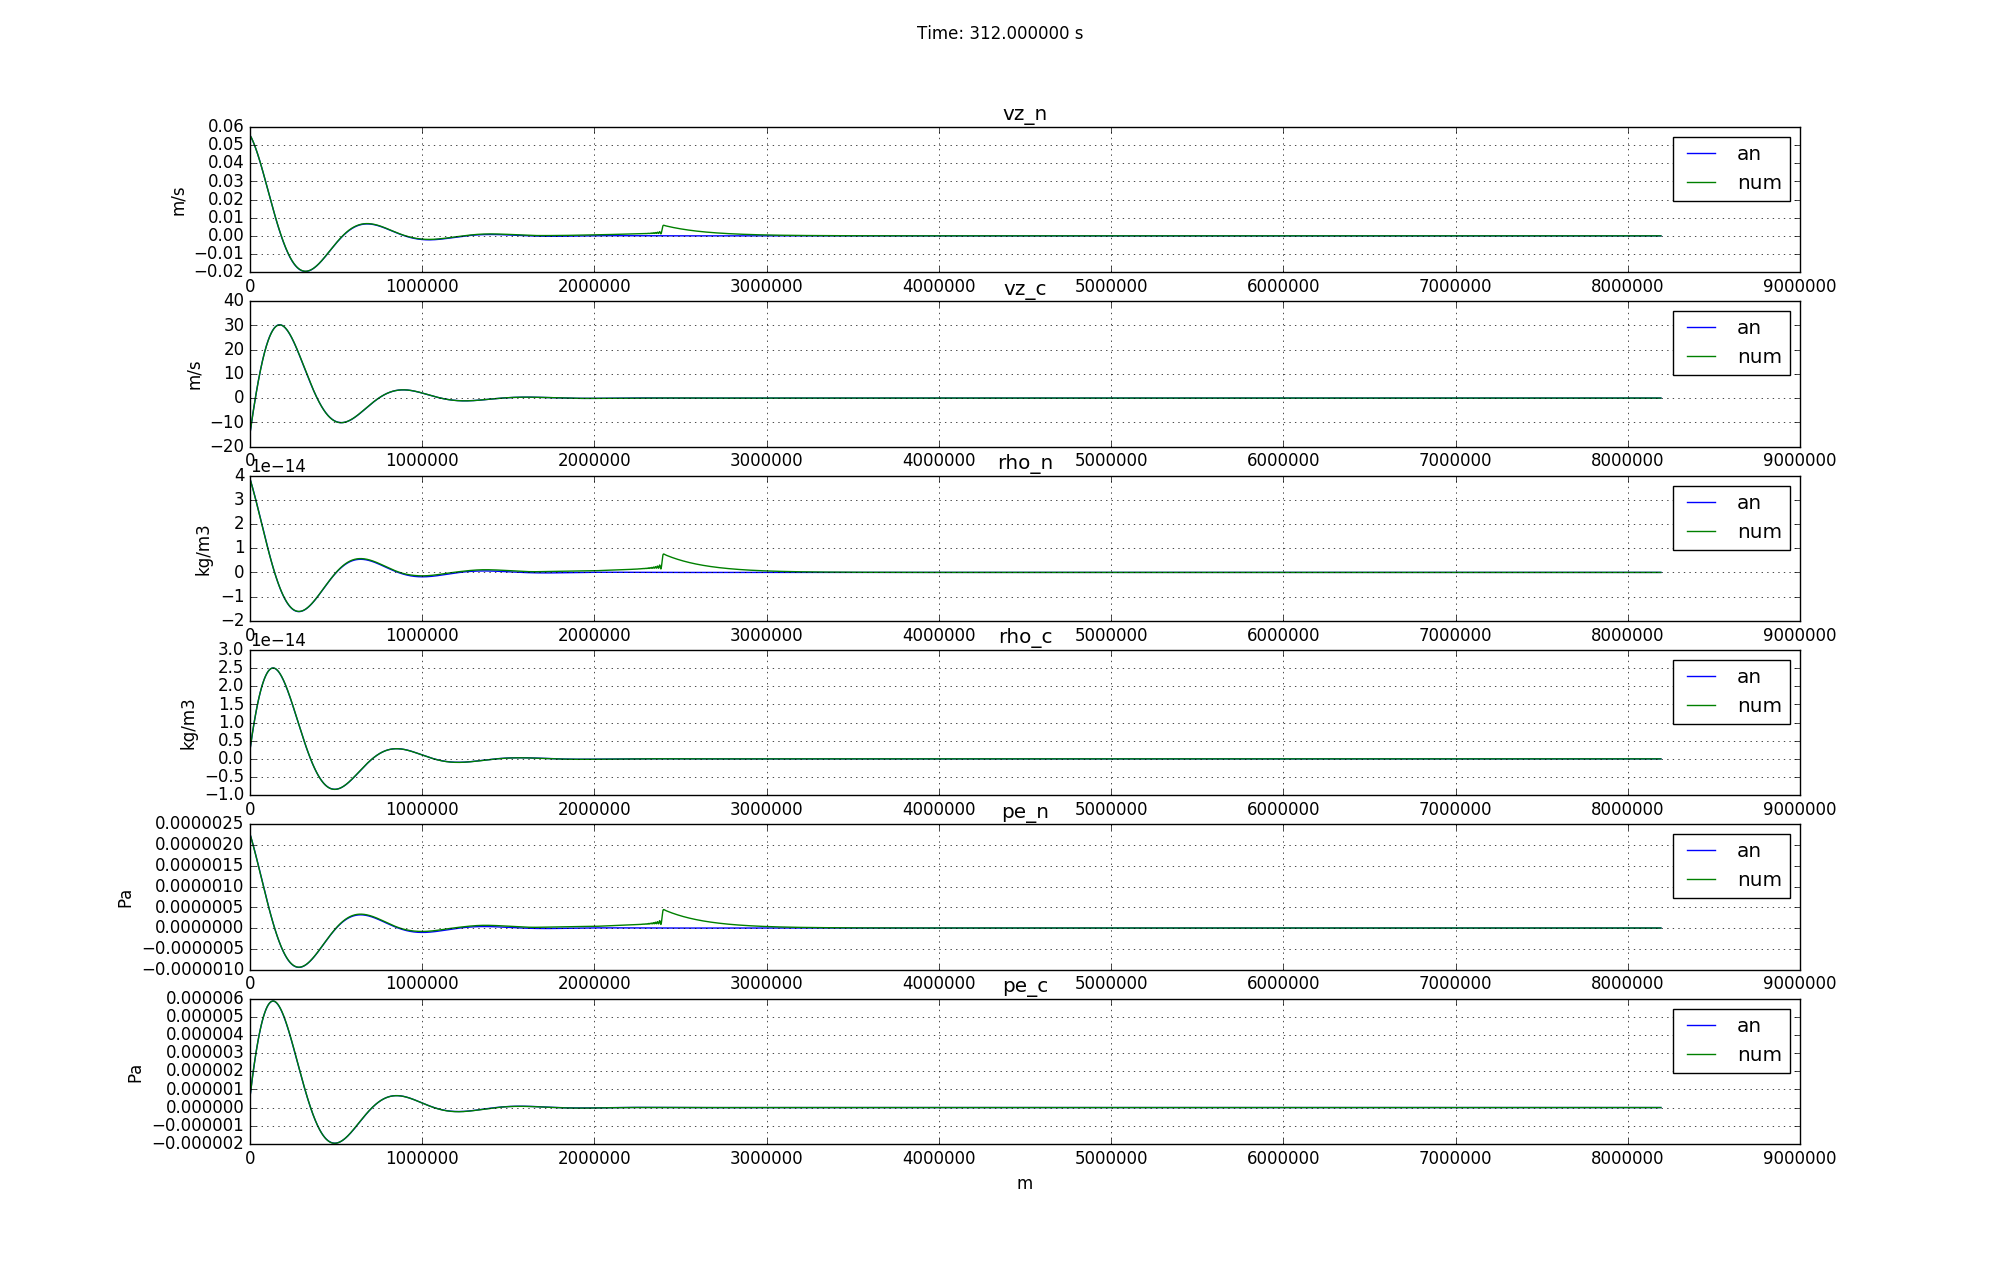 Time: 312.000000 s
vz_n
m/s
0.06
0.05
0.04
0.03
0.02
0.01
0.00
−0.01
−0.02
an
num
0 1000000 2000000 3000000 4000000 5000000 6000000 7000000 8000000 9000000
vz_c
m/s
40
30
20
10
0
−10
−20
an
num
0 1000000 2000000 3000000 4000000 5000000 6000000 7000000 8000000 9000000
1e−14
rho_n
kg/m3
4
3
2
1
0
−1
−2
an
num
0 1000000 2000000 3000000 4000000 5000000 6000000 7000000 8000000 9000000
1e−14
rho_c
kg/m3
3.0
2.5
2.0
1.5
1.0
0.5
0.0
−0.5
−1.0
an
num
0 1000000 2000000 3000000 4000000 5000000 6000000 7000000 8000000 9000000
pe_n
Pa
0.0000025
0.0000020
0.0000015
0.0000010
0.0000005
0.0000000
−0.0000005
−0.0000010
an
num
0 1000000 2000000 3000000 4000000 5000000 6000000 7000000 8000000 9000000
pe_c
Pa
0.000006
0.000005
0.000004
0.000003
0.000002
0.000001
0.000000
−0.000001
−0.000002
an
num
0 1000000 2000000 3000000 4000000 5000000 6000000 7000000 8000000 9000000
m